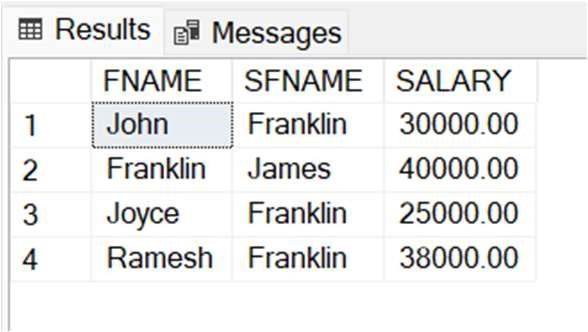 Results Messages
FNAME SFNAME SALARY
1 John Franklin 30000.00
2 Franklin James 40000.00
3 Joyce Franklin 25000.00
4 Ramesh Franklin 38000.00